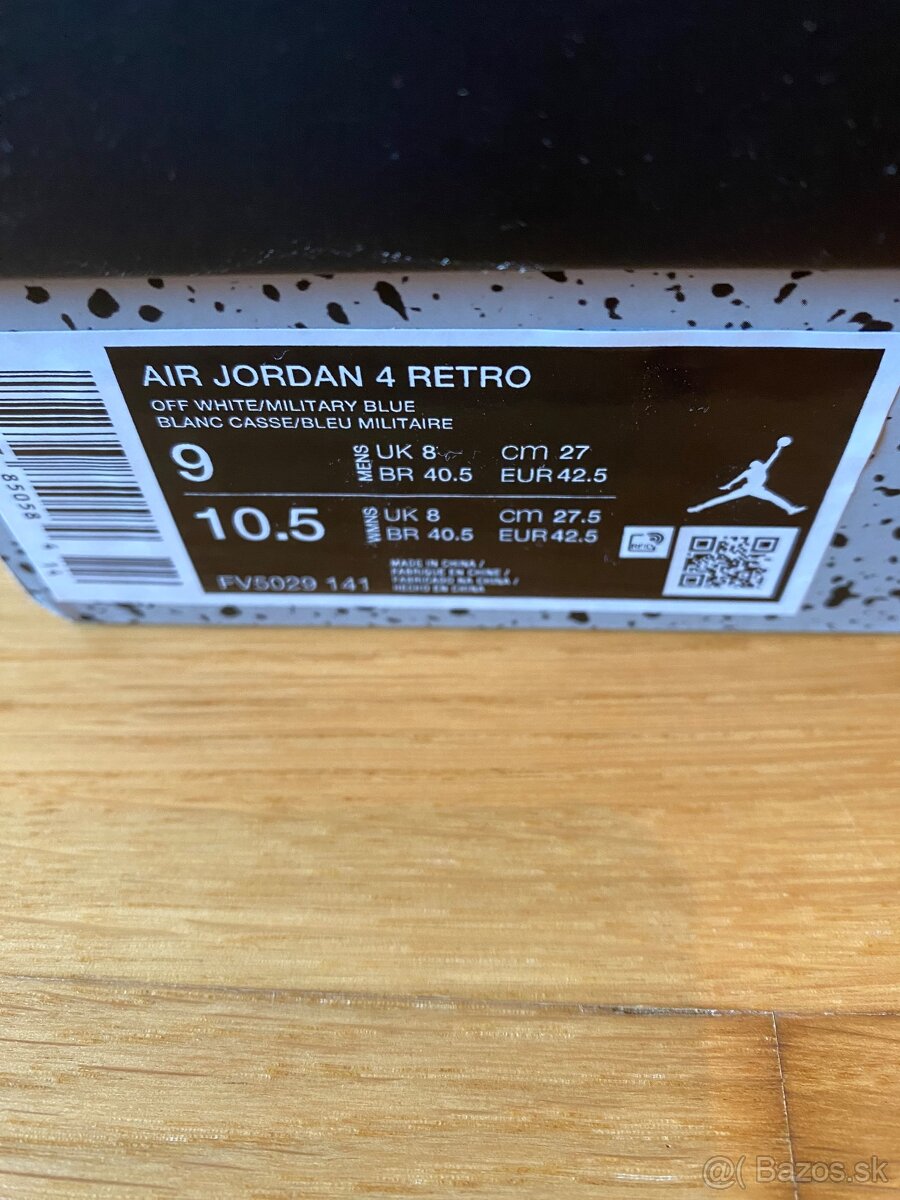 AIR JORDAN 4 RETRO
OFF WHITE/MILITARY BLUE
BLANC CASSE/BLEU MILITAIRE
9 MENS UK 8 CM 27
BR 40.5 EUR 42.5
10.5 WMNS UK 8 CM 27.5
BR 40.5 EUR 42.5
FV5029 141
MADE IN CHINA /
FABRIQUE EN CHINE /
FABRICADO NA CHINA /
HECHO EN CHINA
RFID
85058
@( Bazos.sk